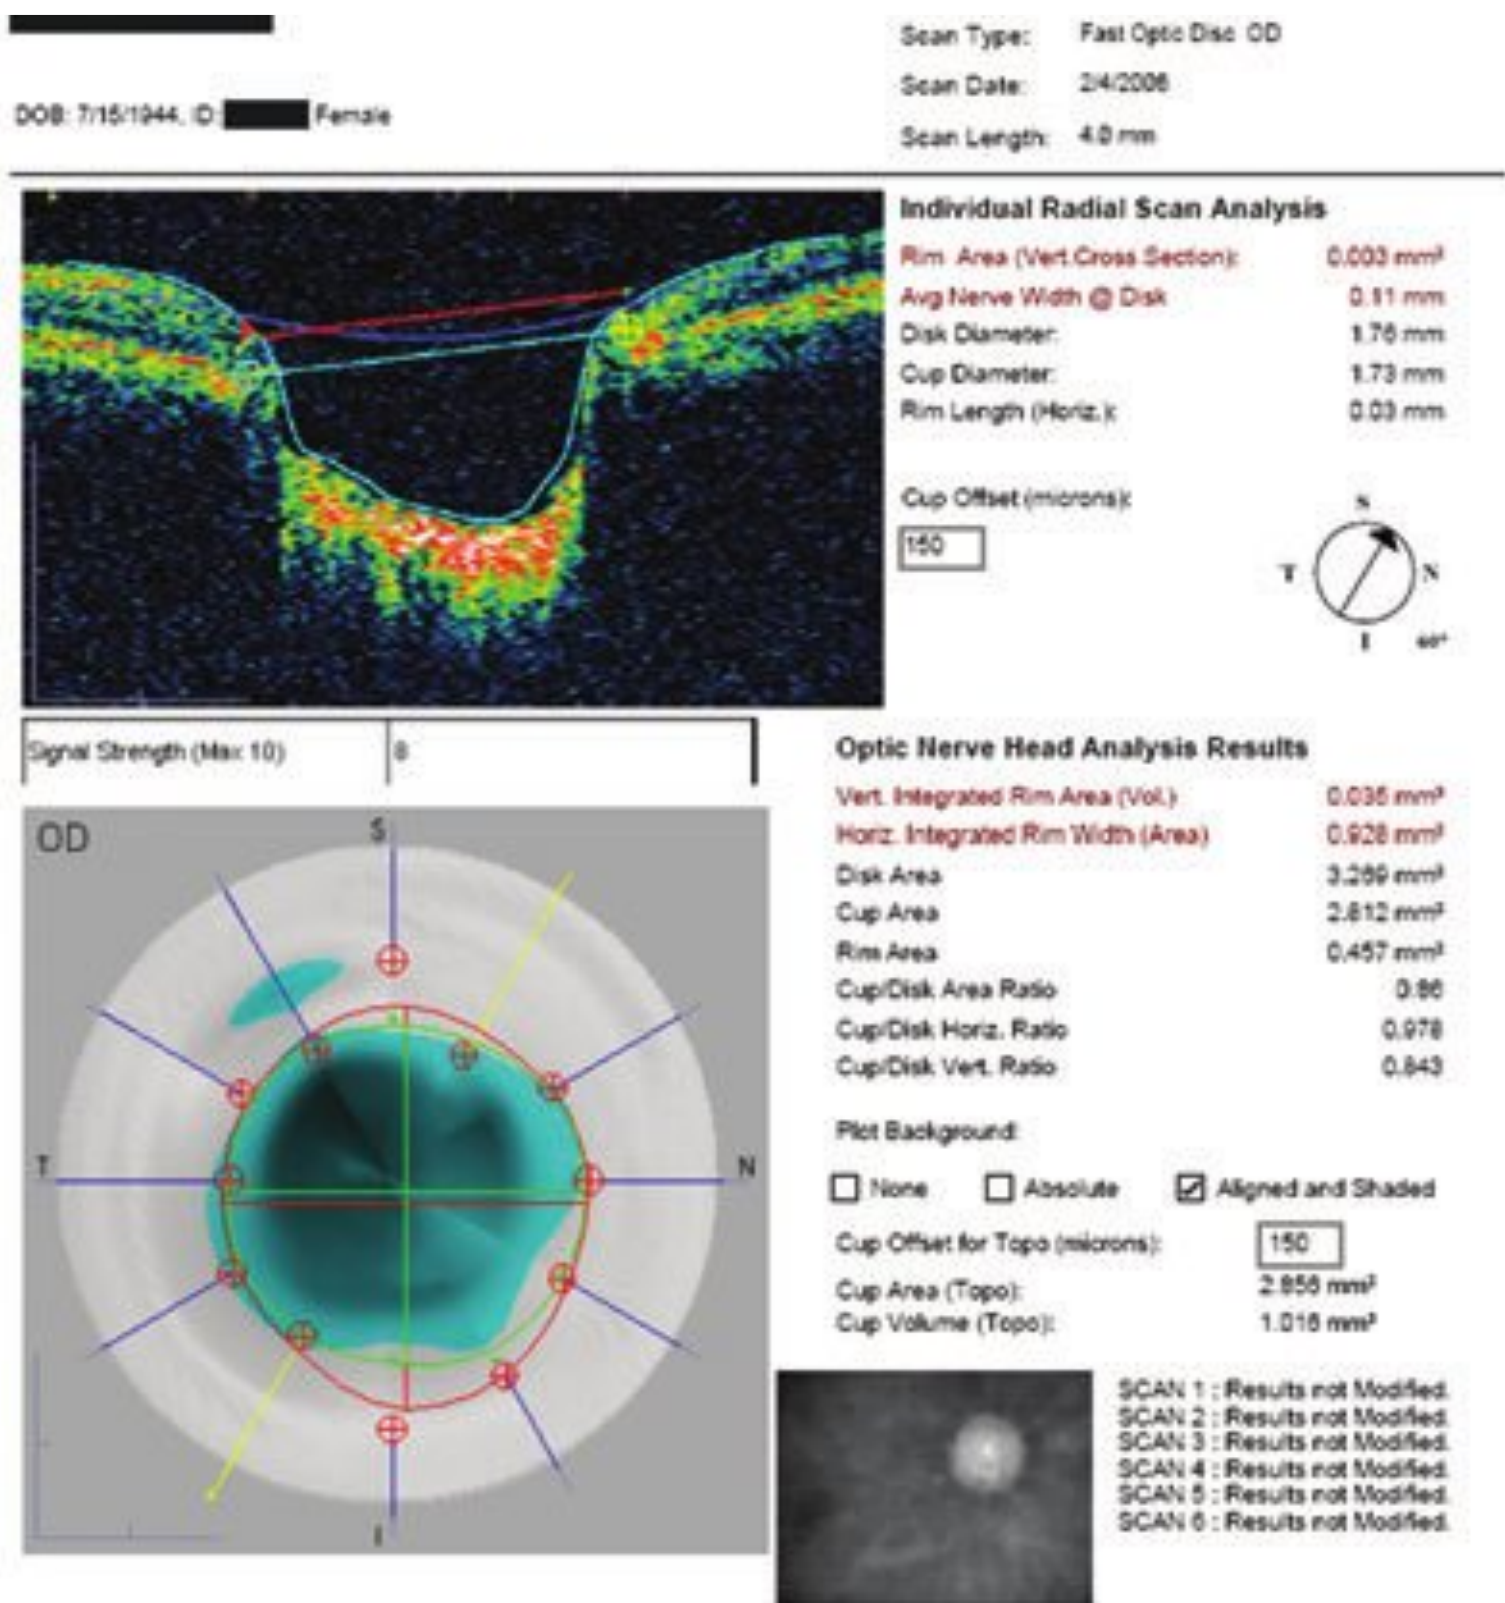 Scan Type: Fast Optic Disc OD
Scan Date: 2/4/2006
DOB: 7/15/1944, ID: Female
Scan Length: 4.0 mm
Individual Radial Scan Analysis
Rim Area (Vert.Cross Section): 0.003 mm²
Avg Nerve Width @ Disk 0.11 mm
Disk Diameter: 1.76 mm
Cup Diameter: 1.73 mm
Rim Length (Horiz.): 0.03 mm
Cup Offset (microns):
150
S
T N
I 60°
Signal Strength (Max 10) 8
Optic Nerve Head Analysis Results
Vert. Integrated Rim Area (Vol.) 0.036 mm³
Horiz. Integrated Rim Width (Area) 0.928 mm²
Disk Area 3.269 mm²
Cup Area 2.812 mm²
Rim Area 0.457 mm²
Cup/Disk Area Ratio 0.86
Cup/Disk Horiz. Ratio 0.978
Cup/Disk Vert. Ratio 0.843
OD
S
T N
I
Plot Background:
None Absolute Aligned and Shaded
Cup Offset for Topo (microns): 150
Cup Area (Topo): 2.856 mm²
Cup Volume (Topo): 1.016 mm³
SCAN 1 : Results not Modified.
SCAN 2 : Results not Modified.
SCAN 3 : Results not Modified.
SCAN 4 : Results not Modified.
SCAN 5 : Results not Modified.
SCAN 6 : Results not Modified.